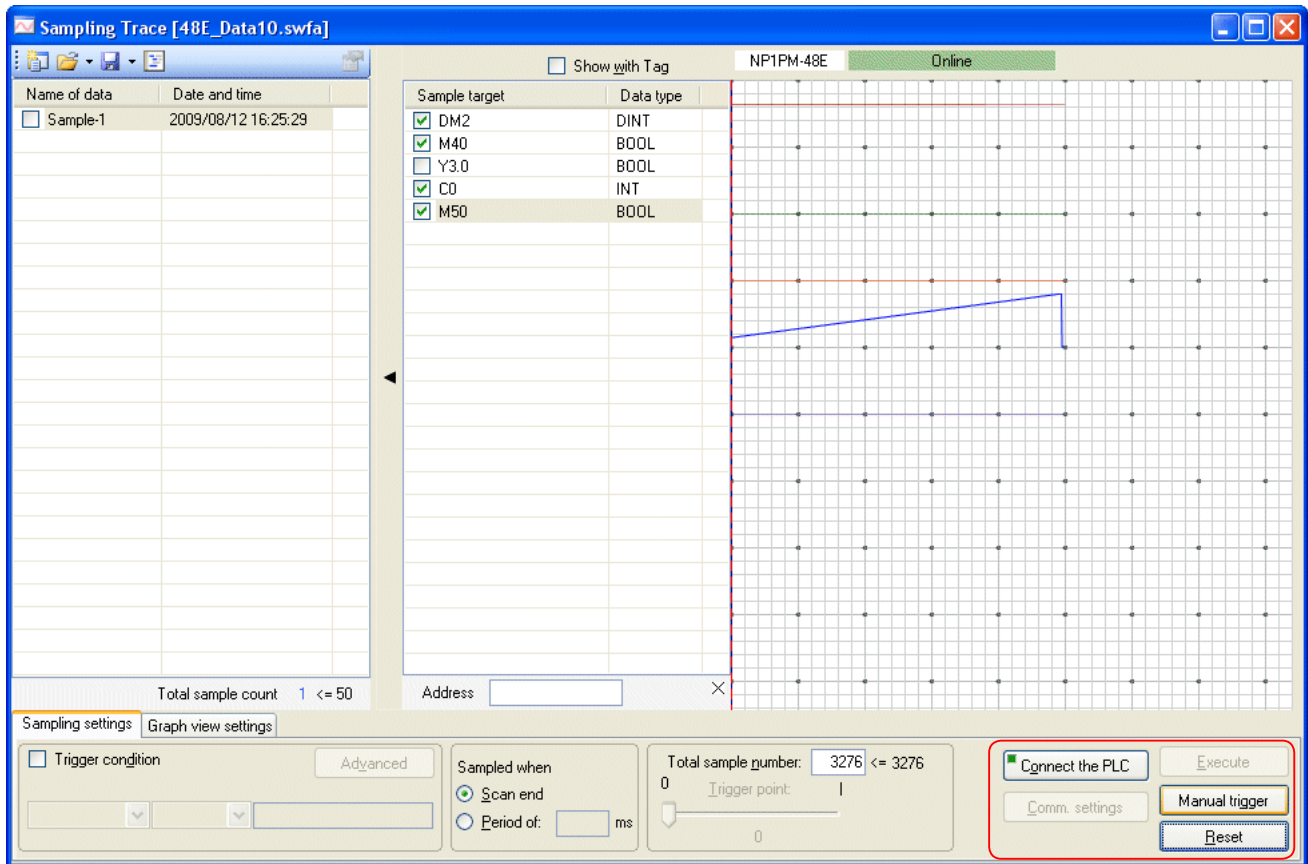 Sampling Trace [48E_Data10.swfa]
Show with Tag
NP1PM-48E
Online
Name of data Date and time
Sample-1 2009/08/12 16:25:29
Sample target Data type
DM2 DINT
M40 BOOL
Y3.0 BOOL
C0 INT
M50 BOOL
Total sample count 1 <= 50
Address
Sampling settings Graph view settings
Trigger condition
Advanced
Sampled when
Scan end
Period of: ms
Total sample number: 3276 <= 3276
0 Trigger point:
0
Connect the PLC
Execute
Comm. settings
Manual trigger
Reset